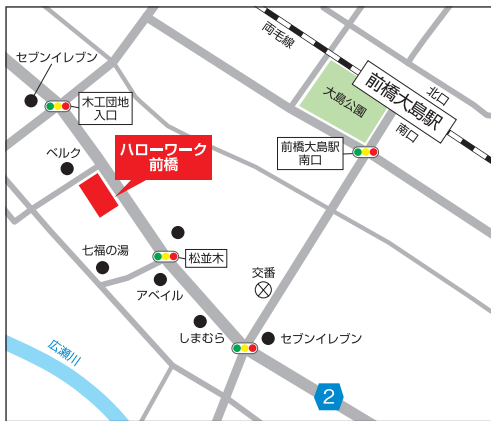 両毛線
セブンイレブン
北口
前橋大島駅
大島公園
木工団地
入口
南口
ハローワーク
前橋
前橋大島駅
南口
ベルク
七福の湯
松並木
交番
アベイル
しまむら
セブンイレブン
広瀬川
2